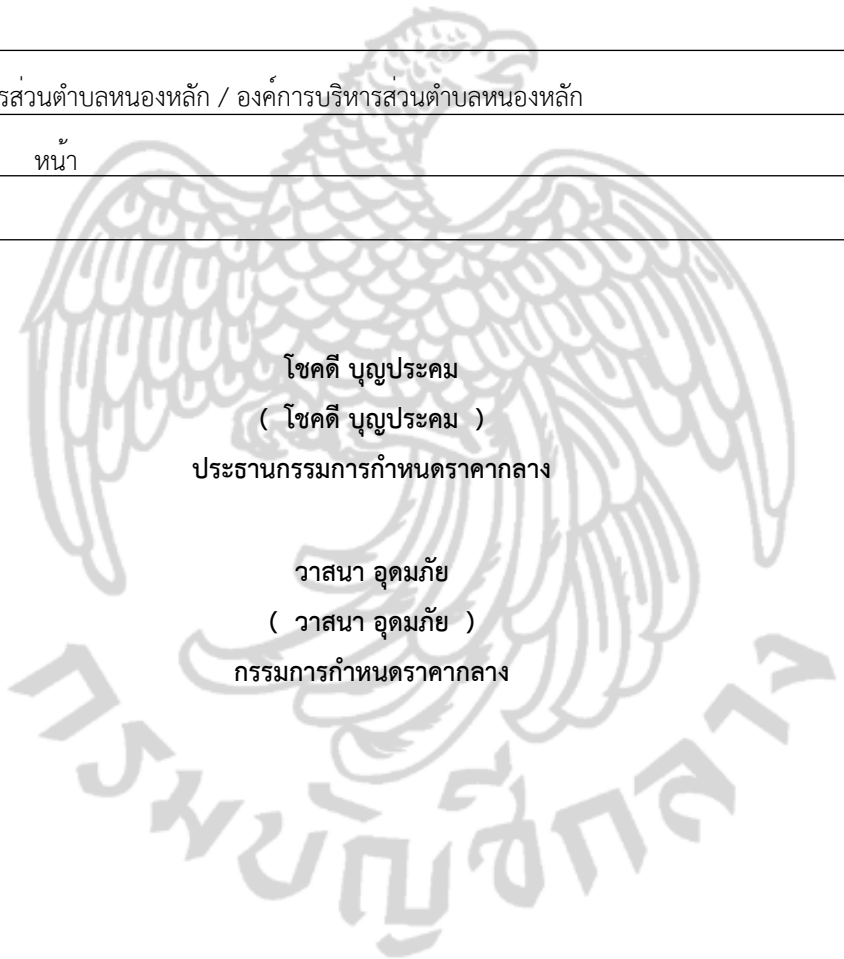 รส่วนตำบลหนองหลัก / องค์การบริหารส่วนตำบลหนองหลัก
หน้า
โชคดี บุญประคม
( โชคดี บุญประคม )
ประธานกรรมการกำหนดราคากลาง
วาสนา อุดมภัย
( วาสนา อุดมภัย )
กรรมการกำหนดราคากลาง
กรมบัญชีกลาง